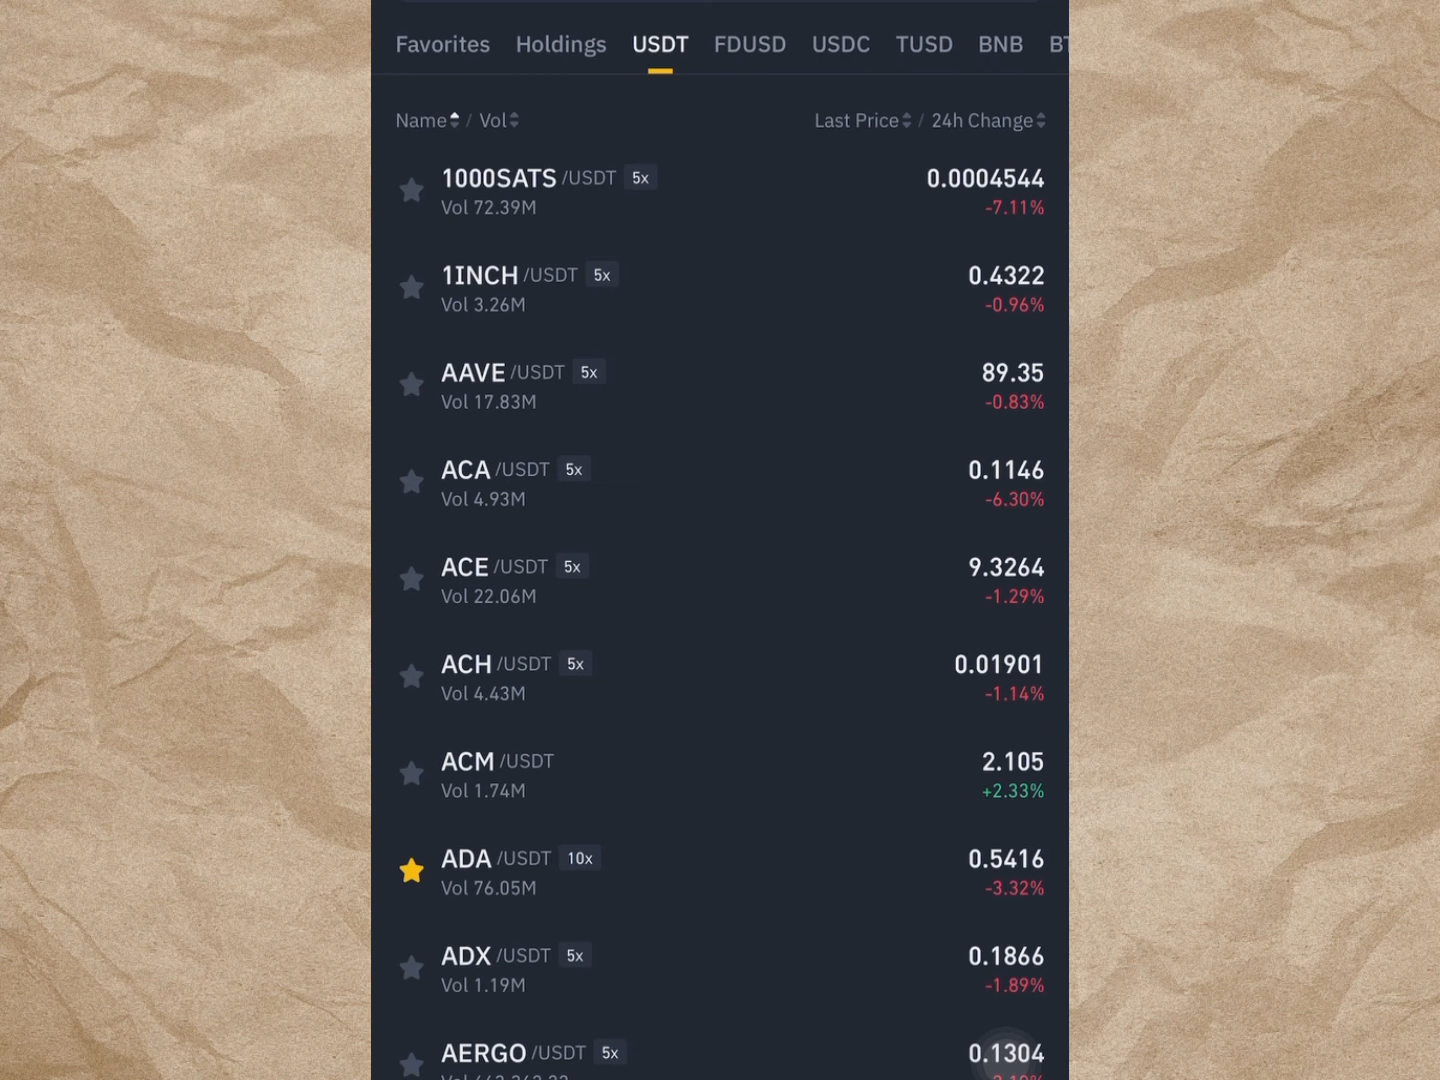 Favorites Holdings USDT FDUSD USDC TUSD BNB
Name / Vol Last Price / 24h Change
1000SATS /USDT 5x 0.0004544
Vol 72.39M -7.11%
1INCH /USDT 5x 0.4322
Vol 3.26M -0.96%
AAVE /USDT 5x 89.35
Vol 17.83M -0.83%
ACA /USDT 5x 0.1146
Vol 4.93M -6.30%
ACE /USDT 5x 9.3264
Vol 22.06M -1.29%
ACH /USDT 5x 0.01901
Vol 4.43M -1.14%
ACM /USDT 2.105
Vol 1.74M +2.33%
ADA /USDT 10x 0.5416
Vol 76.05M -3.32%
ADX /USDT 5x 0.1866
Vol 1.19M -1.89%
AERGO /USDT 5x 0.1304
Vol